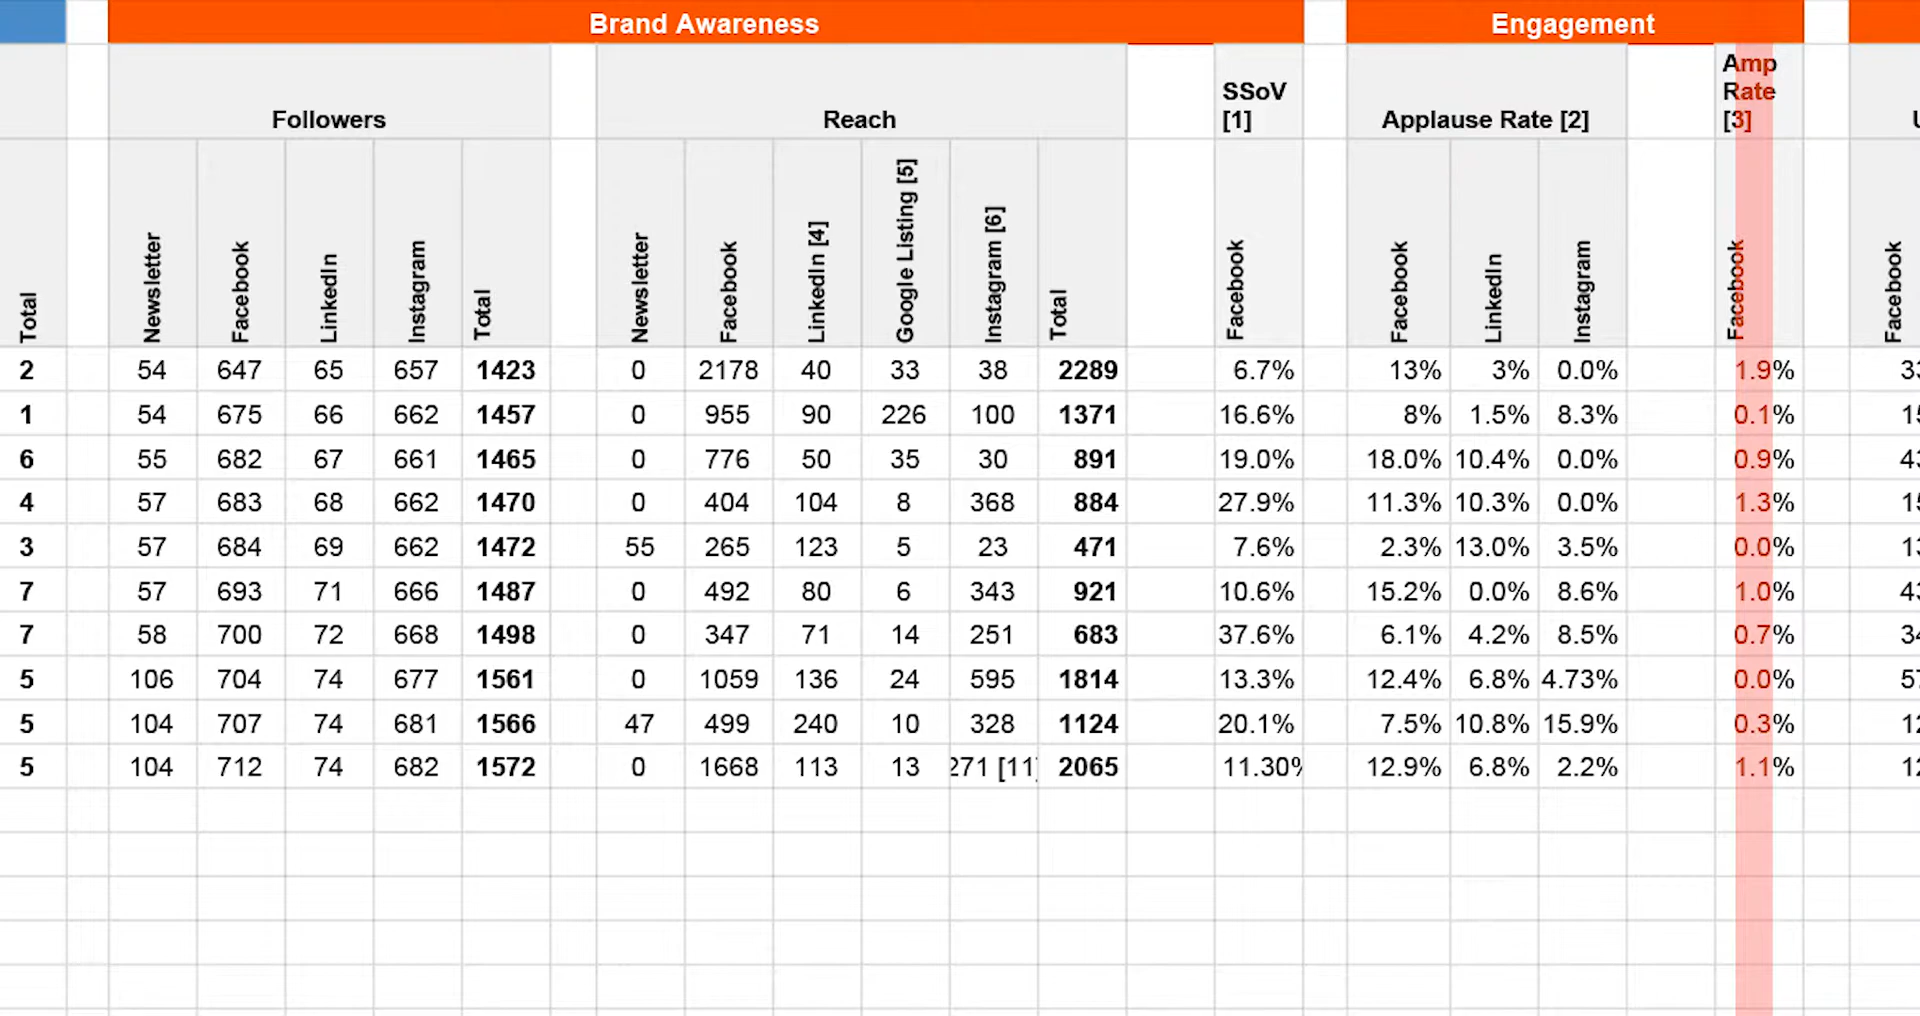 Brand Awareness Engagement
Followers Reach SSoV [1] Applause Rate [2] Amp Rate [3]
Total Newsletter Facebook LinkedIn Instagram Total Newsletter Facebook LinkedIn [4] Google Listing [5] Instagram [6] Total Facebook Facebook LinkedIn Instagram Facebook Facebook
2 54 647 65 657 1423 0 2178 40 33 38 2289 6.7% 13% 3% 0.0% 1.9%
1 54 675 66 662 1457 0 955 90 226 100 1371 16.6% 8% 1.5% 8.3% 0.1%
6 55 682 67 661 1465 0 776 50 35 30 891 19.0% 18.0% 10.4% 0.0% 0.9%
4 57 683 68 662 1470 0 404 104 8 368 884 27.9% 11.3% 10.3% 0.0% 1.3%
3 57 684 69 662 1472 55 265 123 5 23 471 7.6% 2.3% 13.0% 3.5% 0.0%
7 57 693 71 666 1487 0 492 80 6 343 921 10.6% 15.2% 0.0% 8.6% 1.0%
7 58 700 72 668 1498 0 347 71 14 251 683 37.6% 6.1% 4.2% 8.5% 0.7%
5 106 704 74 677 1561 0 1059 136 24 595 1814 13.3% 12.4% 6.8% 4.73% 0.0%
5 104 707 74 681 1566 47 499 240 10 328 1124 20.1% 7.5% 10.8% 15.9% 0.3%
5 104 712 74 682 1572 0 1668 113 13 271 [11] 2065 11.30% 12.9% 6.8% 2.2% 1.1%